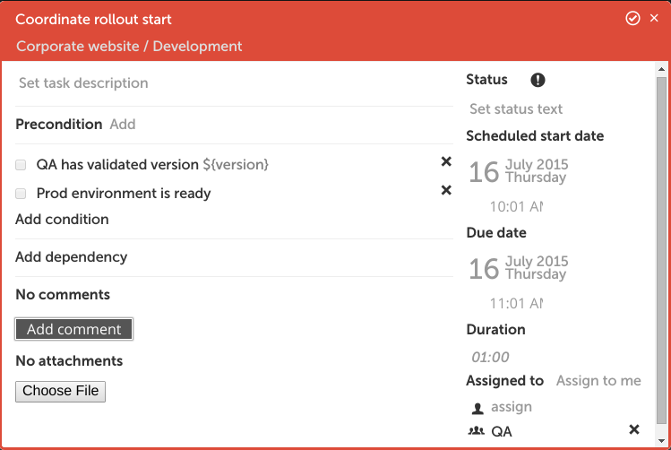 Coordinate rollout start
Corporate website / Development
Set task description
Precondition Add
QA has validated version ${version}
Prod environment is ready
Add condition
Add dependency
No comments
Add comment
No attachments
Choose File
Status
Set status text
Scheduled start date
16 July 2015
Thursday
10:01 AM
Due date
16 July 2015
Thursday
11:01 AM
Duration
01:00
Assigned to Assign to me
assign
QA